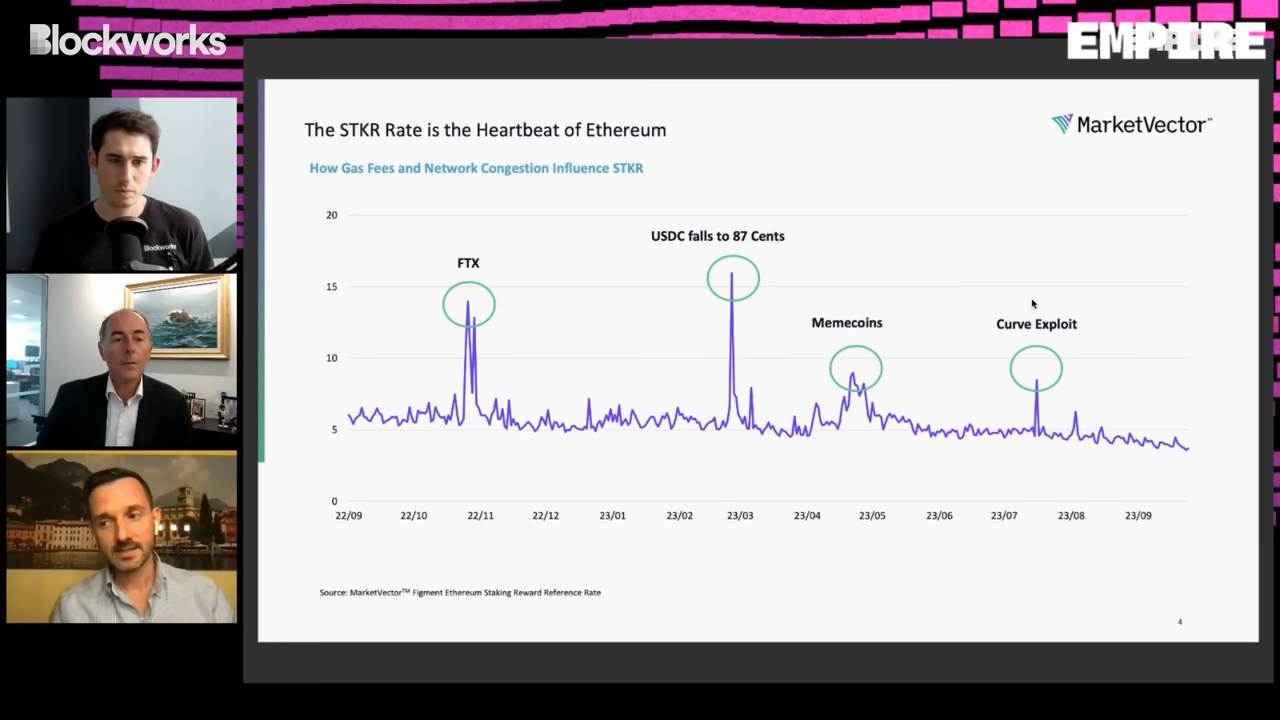 Blockworks
EMPIRE
Blockworks
The STKR Rate is the Heartbeat of Ethereum
MarketVector™
How Gas Fees and Network Congestion Influence STKR
20
15
10
5
0
FTX
USDC falls to 87 Cents
Memecoins
Curve Exploit
22/09 22/10 22/11 22/12 23/01 23/02 23/03 23/04 23/05 23/06 23/07 23/08 23/09
Source: MarketVector™ Figment Ethereum Staking Reward Reference Rate
4